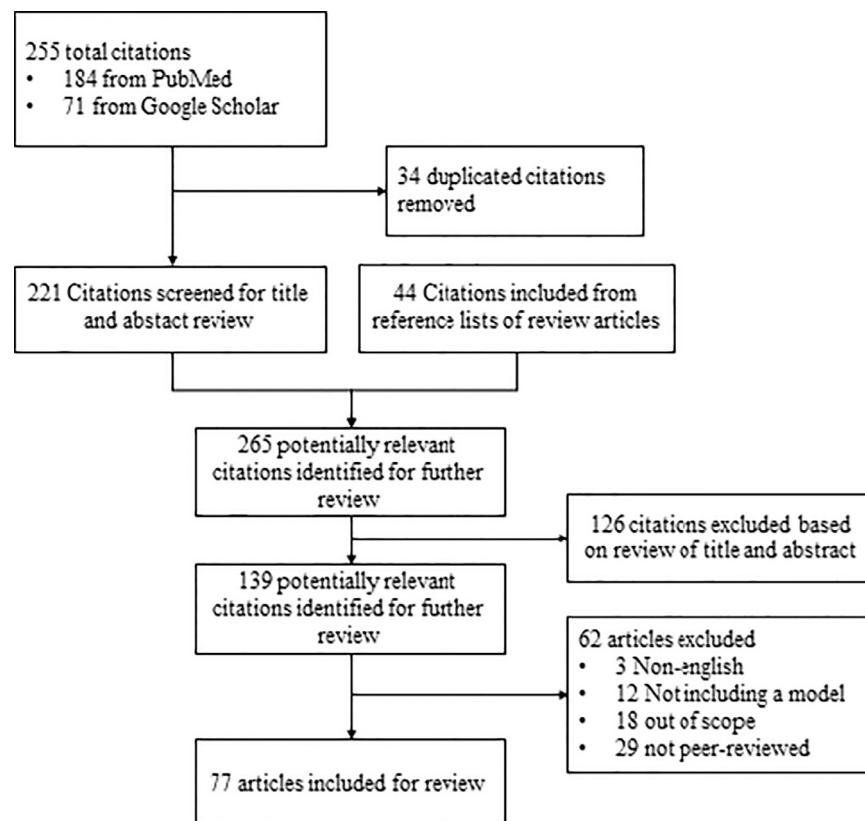 255 total citations
• 184 from PubMed
• 71 from Google Scholar
34 duplicated citations
removed
221 Citations screened for title
and abstact review
44 Citations included from
reference lists of review articles
265 potentially relevant
citations identified for further
review
126 citations excluded based
on review of title and abstract
139 potentially relevant
citations identified for further
review
62 articles excluded
• 3 Non-english
• 12 Not including a model
• 18 out of scope
• 29 not peer-reviewed
77 articles included for review